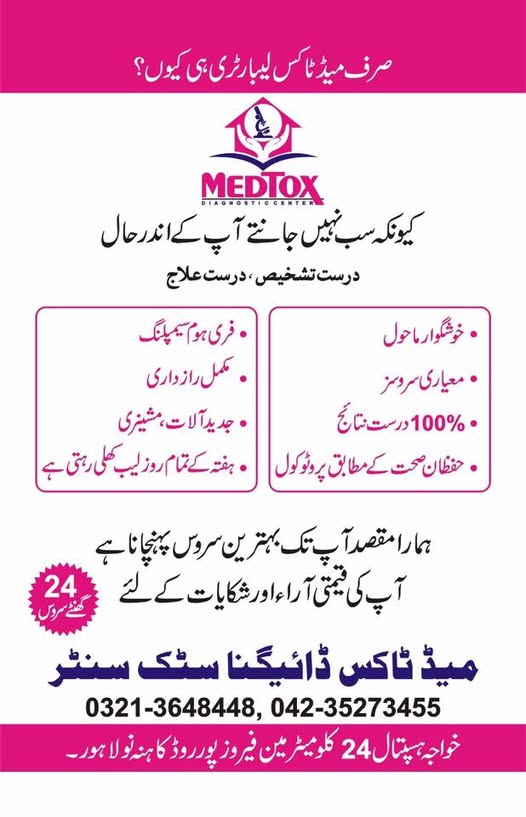 صرف میڈ ٹاکس لیبارٹری ہی کیوں؟
MEDTOX
DIAGNOSTIC CENTER
کیونکہ سب نہیں جانتے آپ کے اندر حال
درست تشخیص، درست علاج
• خوشگوار ماحول
• معیاری سروسز
• 100% درست نتائج
• حفظان صحت کے مطابق پروٹوکول
• فری ہوم سیمپلنگ
• مکمل رازداری
• جدید آلات، مشینری
• ہفتہ کے تمام روز لیب کھلی رہتی ہے
ہمارا مقصد آپ تک بہترین سروس پہنچانا ہے
آپ کی قیمتی آراء اور شکایات کے لئے
24
گھنٹے سروس
میڈ ٹاکس ڈائیگنا سٹک سنٹر
0321-3648448, 042-35273455
خواجہ ہسپتال 24 کلومیٹر مین فیروز پور روڈ کاہنہ نو لاہور۔